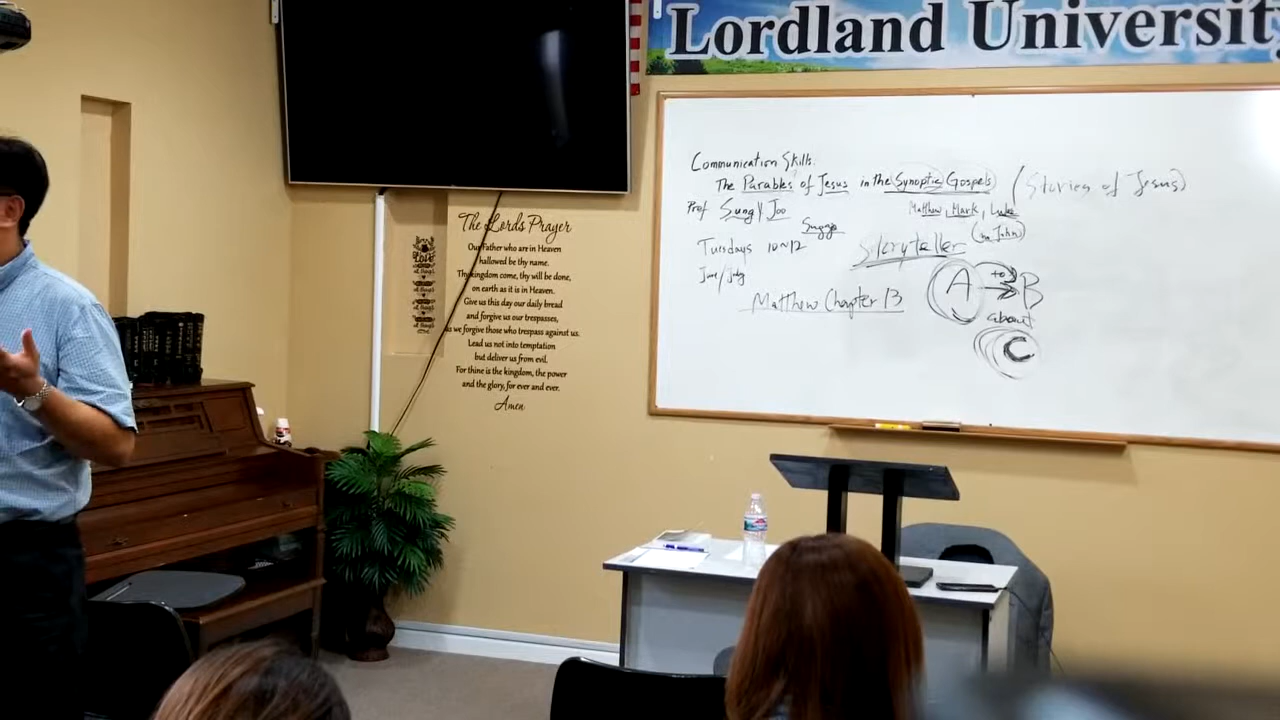 Lordland University
Communication Skills.
The Parables of Jesus in the Synoptic Gospels (Stories of Jesus)
Prof Sung Joo
Matthew, Mark, Luke
(no John)
Tuesdays 10~12
Storyteller
June/July
Matthew Chapter 13
A to B
about
C
The Lords Prayer
Our Father who are in Heaven
hallowed be thy name.
Thy kingdom come, thy will be done,
on earth as it is in Heaven.
Give us this day our daily bread
and forgive us our trespasses,
as we forgive those who trespass against us.
Lead us not into temptation
but deliver us from evil.
For thine is the kingdom, the power
and the glory, for ever and ever.
Amen